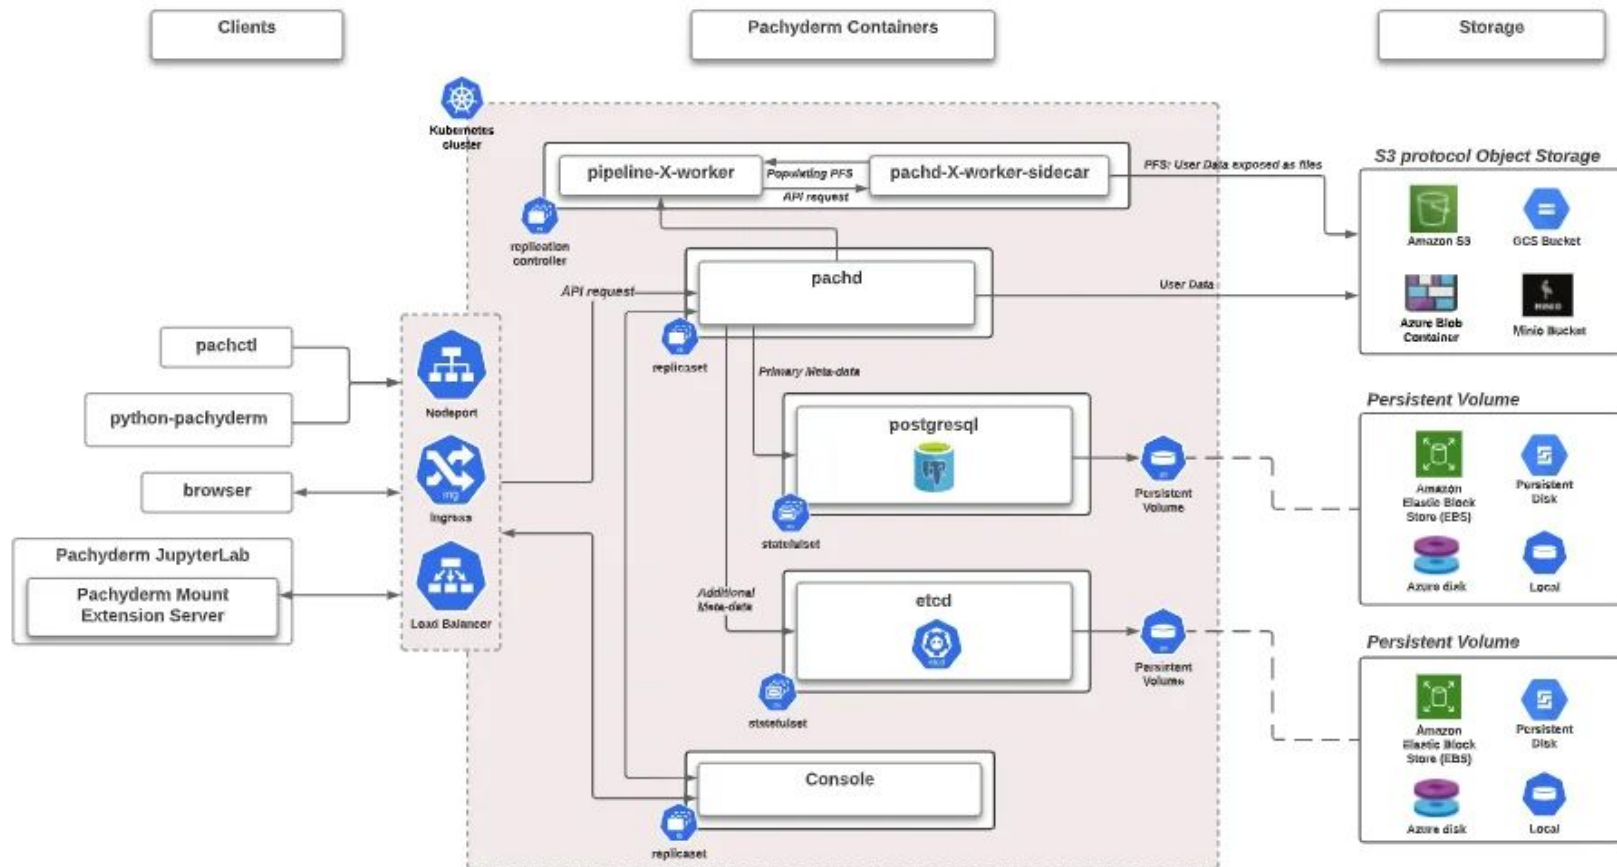 Clients
Pachyderm Containers
Storage
Kubernetes
cluster
pipeline-X-worker
Populating PFS
API request
pachd-X-worker-sidecar
PFS: User Data exposed as files
replication
controller
S3 protocol Object Storage
Amazon S3
GCS Bucket
Azure Blob
Container
Minio Bucket
pachd
API request
User Data
replicaset
Primary Meta-data
pachctl
python-pachyderm
browser
Pachyderm JupyterLab
Pachyderm Mount
Extension Server
Nodeport
ing
Ingress
Load Balancer
postgresql
statefulset
Persistent
Volume
Persistent Volume
Amazon
Elastic Block
Store (EBS)
Persistent
Disk
Azure disk
Local
Additional
Meta-data
etcd
etcd
statefulset
Persistent
Volume
Persistent Volume
Amazon
Elastic Block
Store (EBS)
Persistent
Disk
Azure disk
Local
Console
replicaset